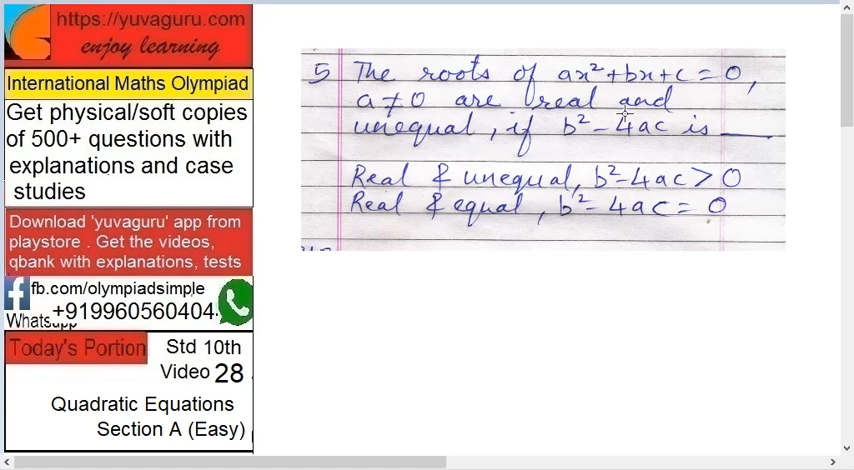 https://yuvaguru.com
enjoy learning
International Maths Olympiad
Get physical/soft copies
of 500+ questions with
explanations and case
studies
Download 'yuvaguru' app from
playstore . Get the videos,
qbank with explanations, tests
fb.com/olympiadsimple
+919960560404
Whatsupp
Today's Portion
Std 10th
Video 28
Quadratic Equations
Section A (Easy)
5 The roots of ax²+bx+c=0,
a≠0 are real and
unequal, if b²-4ac is ____
Real & unequal, b²-4ac>0
Real & equal, b²-4ac=0